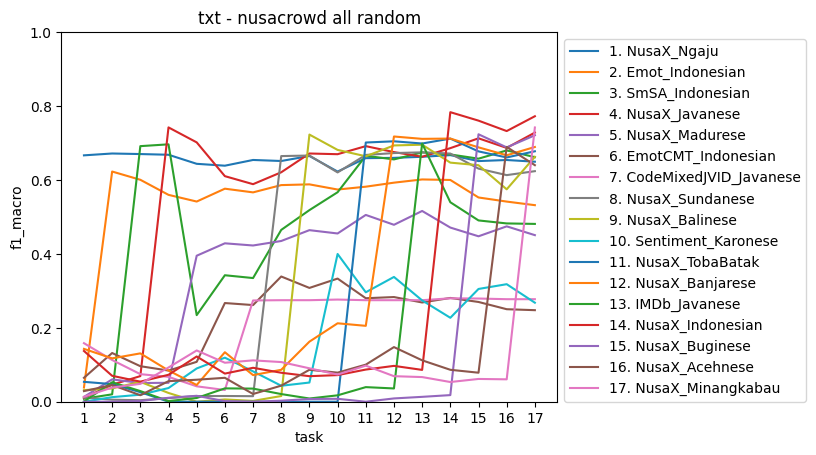 txt - nusacrowd all random
1.0
0.8
0.6
0.4
0.2
0.0
f1_macro
1 2 3 4 5 6 7 8 9 10 11 12 13 14 15 16 17
task
1. NusaX_Ngaju
2. Emot_Indonesian
3. SmSA_Indonesian
4. NusaX_Javanese
5. NusaX_Madurese
6. EmotCMT_Indonesian
7. CodeMixedJVID_Javanese
8. NusaX_Sundanese
9. NusaX_Balinese
10. Sentiment_Karonese
11. NusaX_TobaBatak
12. NusaX_Banjarese
13. IMDb_Javanese
14. NusaX_Indonesian
15. NusaX_Buginese
16. NusaX_Acehnese
17. NusaX_Minangkabau